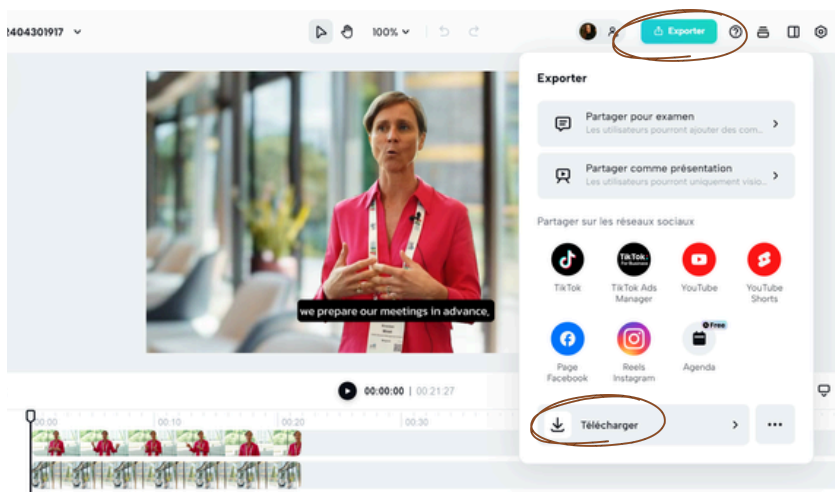 2404301917
100%
Exporter
Exporter
Partager pour examen
Les utilisateurs pourront ajouter des com...
Partager comme présentation
Les utilisateurs pourront uniquement visio...
Partager sur les réseaux sociaux
TikTok:
For Business
TikTok
TikTok Ads
Manager
YouTube
YouTube
Shorts
Free
Page
Facebook
Reels
Instagram
Agenda
we prepare our meetings in advance,
00:00:00 | 00:21:27
00:00
00:10
00:20
00:30
Télécharger